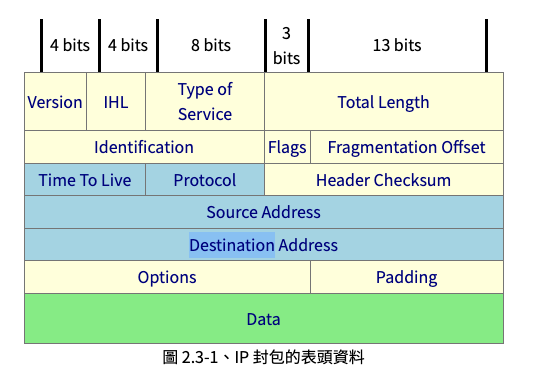 4 bits 4 bits 8 bits 3 bits 13 bits
Version IHL Type of Service Total Length
Identification Flags Fragmentation Offset
Time To Live Protocol Header Checksum
Source Address
Destination Address
Options Padding
Data
圖 2.3-1、IP 封包的表頭資料